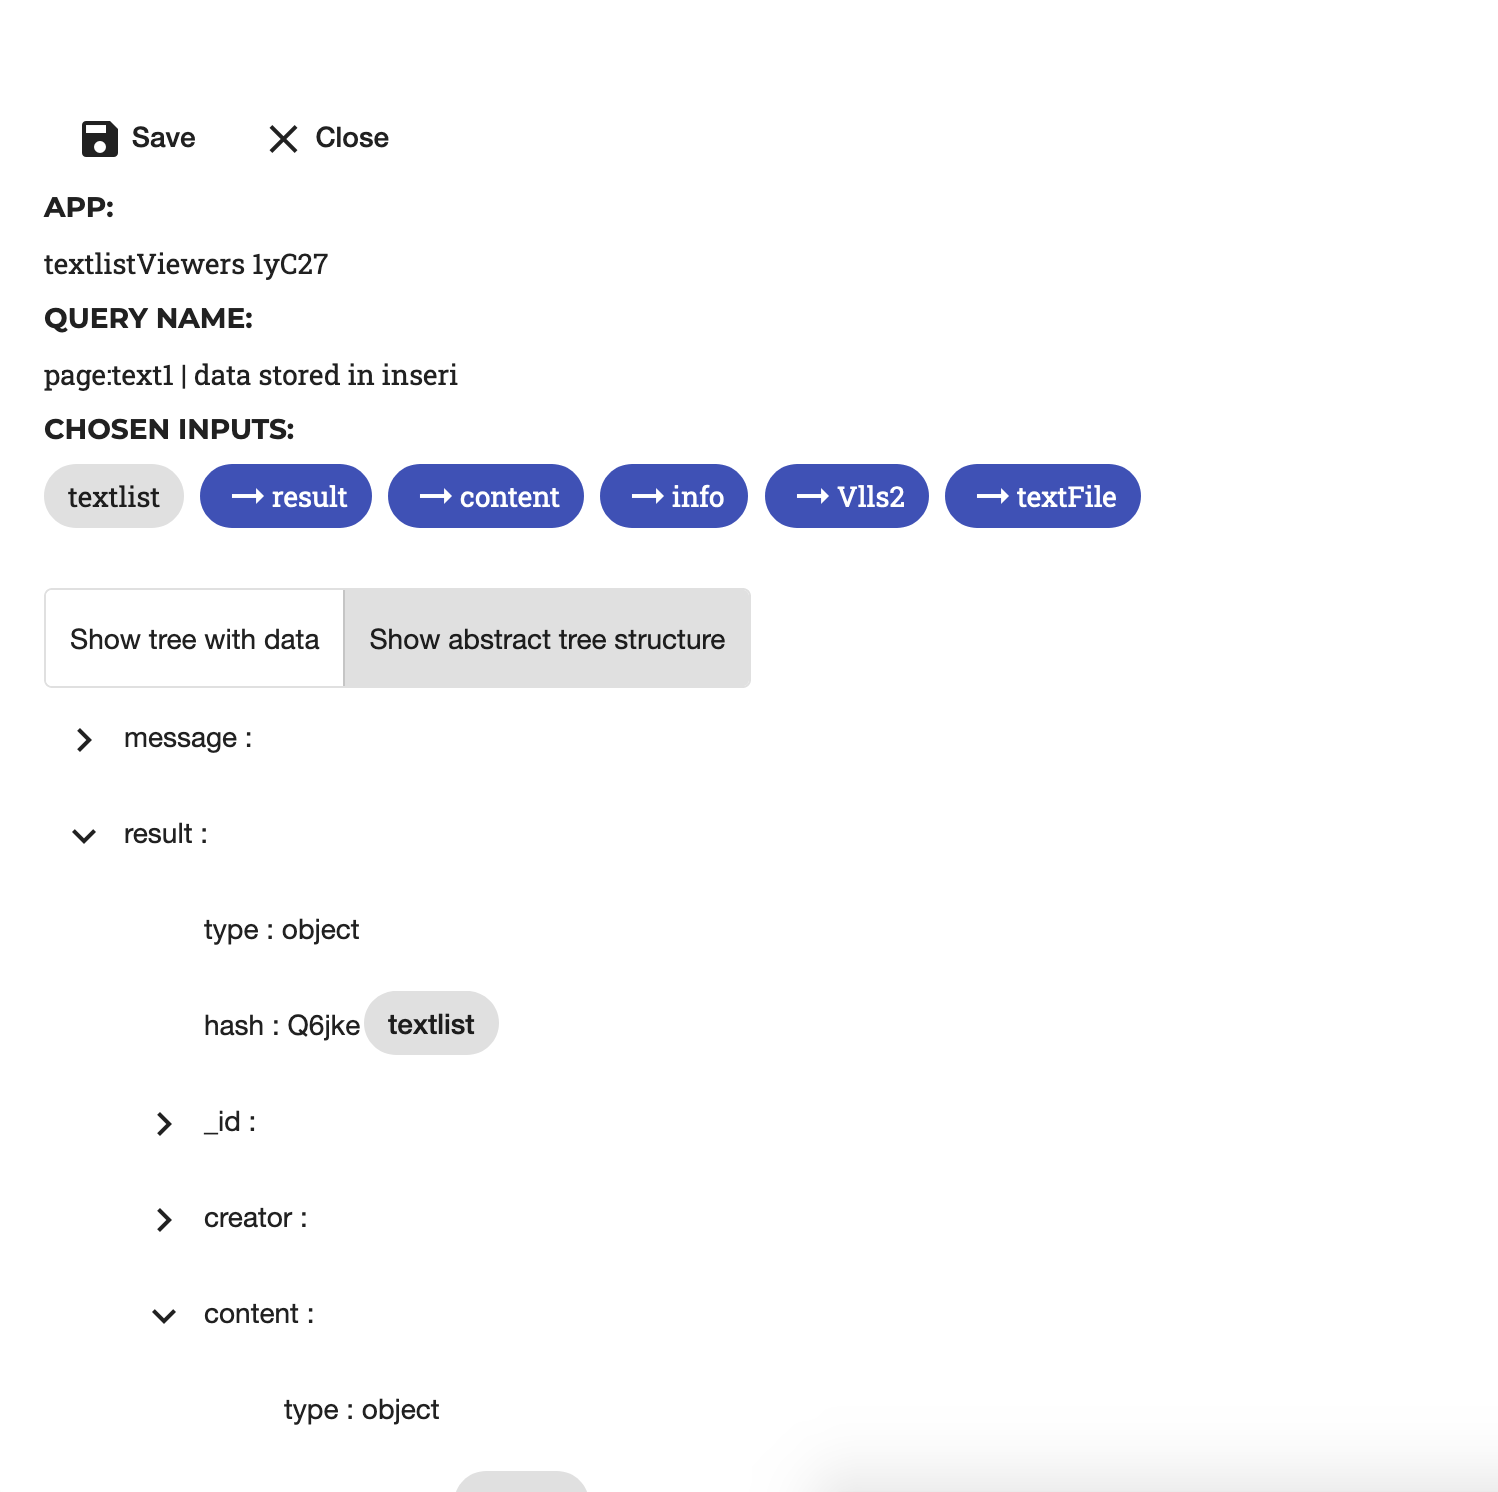 Save Close
APP:
textlistViewers 1yC27
QUERY NAME:
page:text1 | data stored in inseri
CHOSEN INPUTS:
textlist → result → content → info → Vlls2 → textFile
Show tree with data Show abstract tree structure
message :
result :
type : object
hash : Q6jke textlist
_id :
creator :
content :
type : object